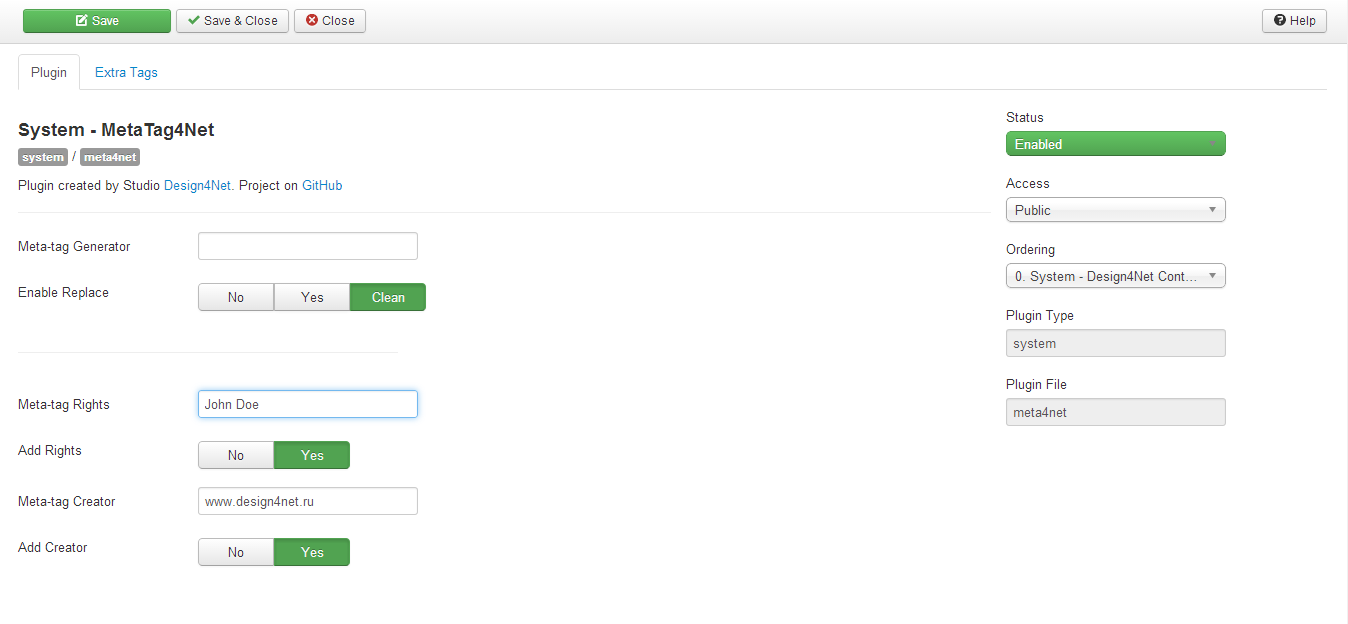 Save Save & Close Close Help
Plugin Extra Tags
System - MetaTag4Net
system / meta4net
Plugin created by Studio Design4Net. Project on GitHub
Meta-tag Generator
Enable Replace No Yes Clean
Meta-tag Rights John Doe
Add Rights No Yes
Meta-tag Creator www.design4net.ru
Add Creator No Yes
Status
Enabled
Access
Public
Ordering
0. System - Design4Net Cont...
Plugin Type
system
Plugin File
meta4net